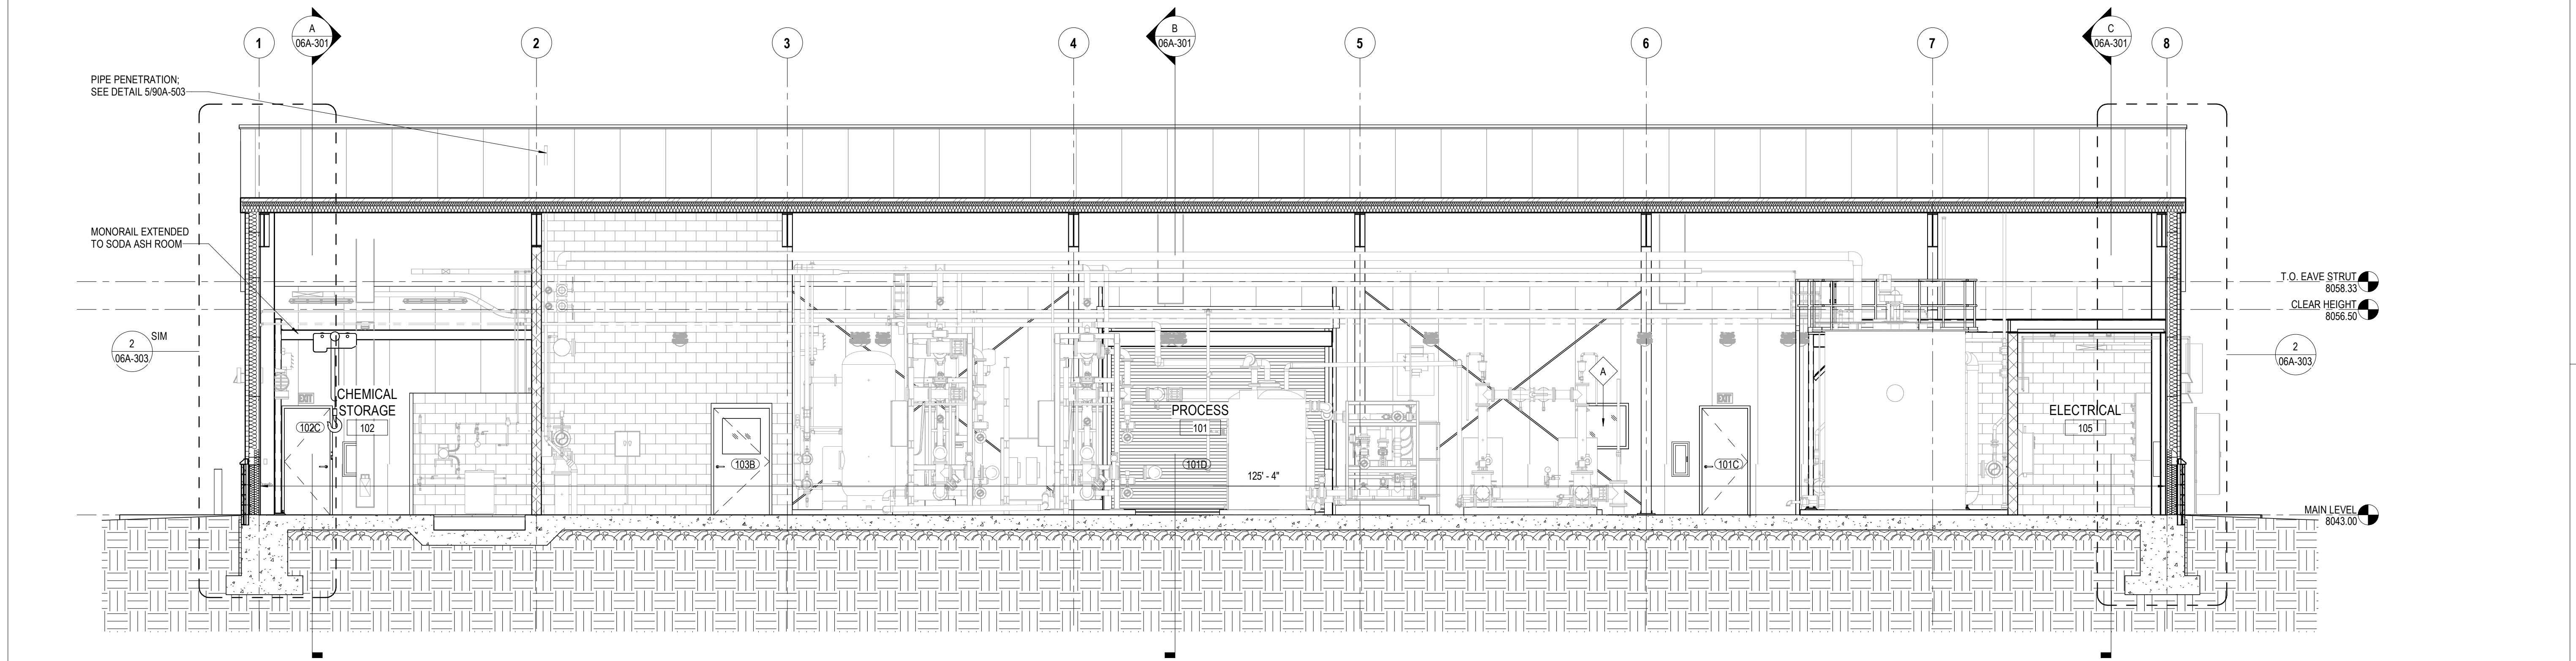 1
A
06A-301
2
3
4
B
06A-301
5
6
7
C
06A-301
8
PIPE PENETRATION;
SEE DETAIL 5/90A-503
MONORAIL EXTENDED
TO SODA ASH ROOM
T.O. EAVE STRUT
8058.33
CLEAR HEIGHT
8056.50
2
06A-303
SIM
2
06A-303
EXIT
CHEMICAL
STORAGE
102
102C
103B
PROCESS
101
101D
125' - 4"
A
EXIT
101C
ELECTRICAL
105
MAIN LEVEL
8043.00